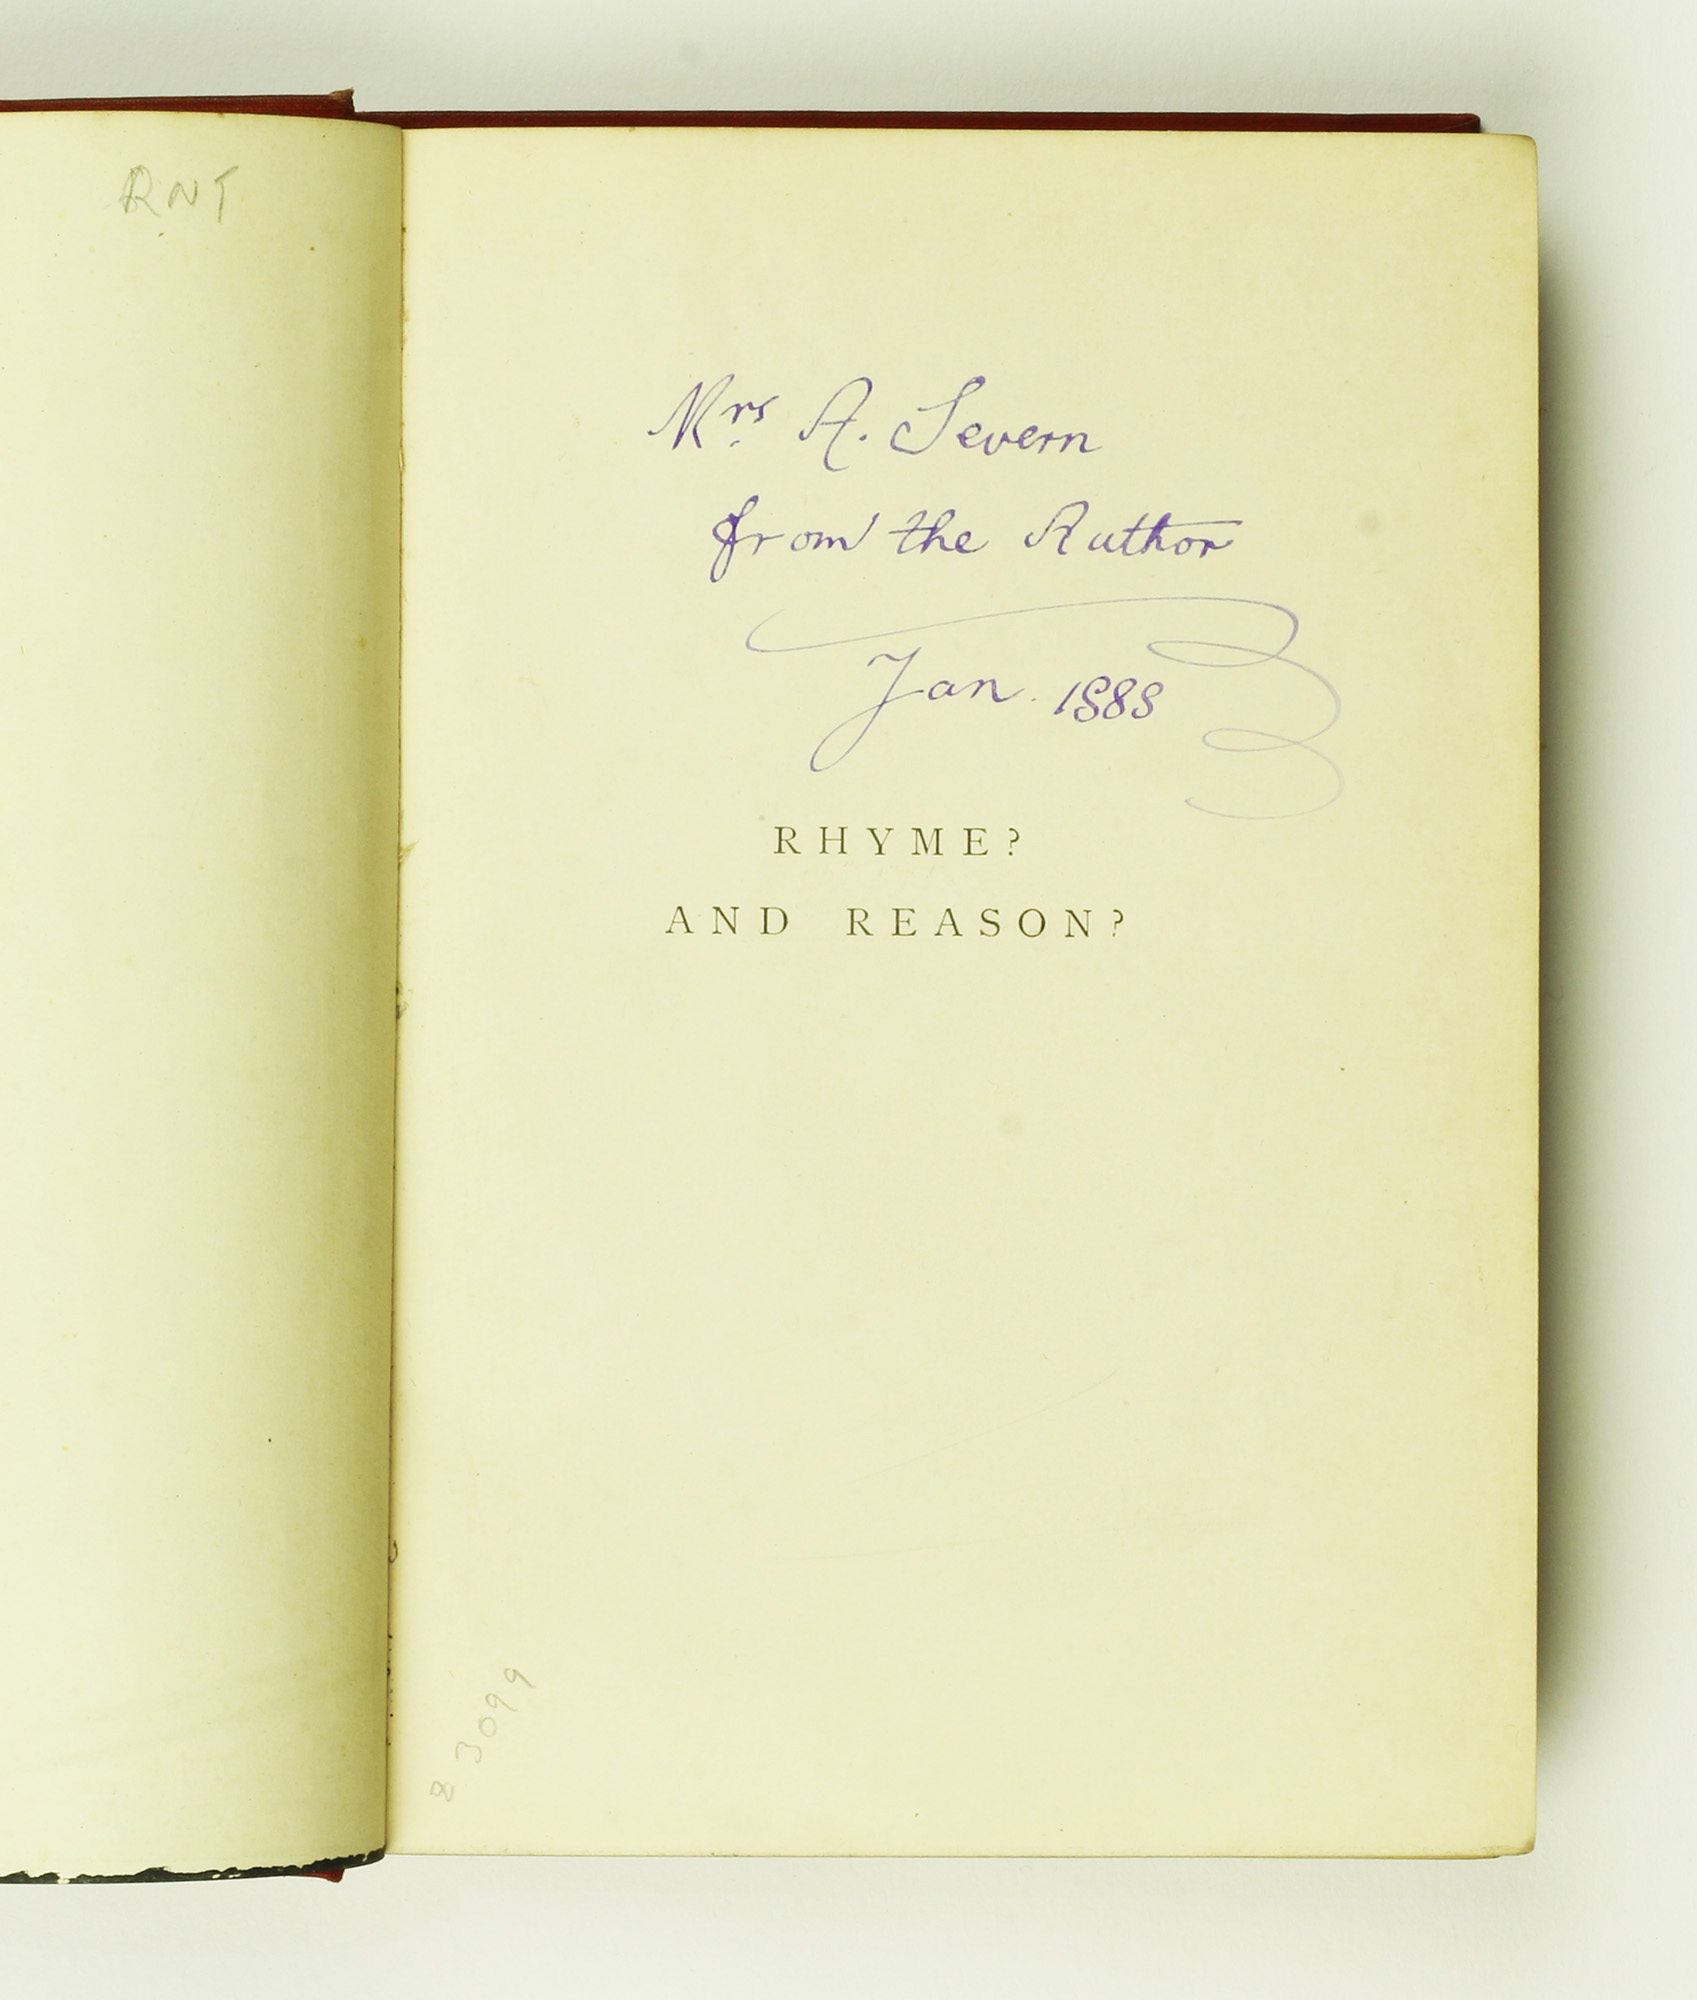 RNT
Mrs. A. Severn
from the Author
Jan. 1888
RHYME?
AND REASON?
23099